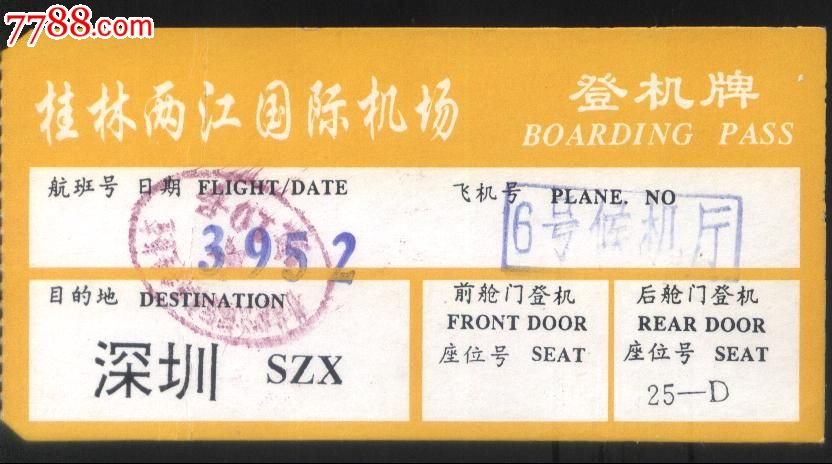 7788.com
桂林两江国际机场
登机牌
BOARDING PASS
航班号 日期 FLIGHT/DATE
飞机号 PLANE. NO
3952
6号候机厅
目的地 DESTINATION
深圳 SZX
前舱门登机
FRONT DOOR
座位号 SEAT
后舱门登机
REAR DOOR
座位号 SEAT
25—D